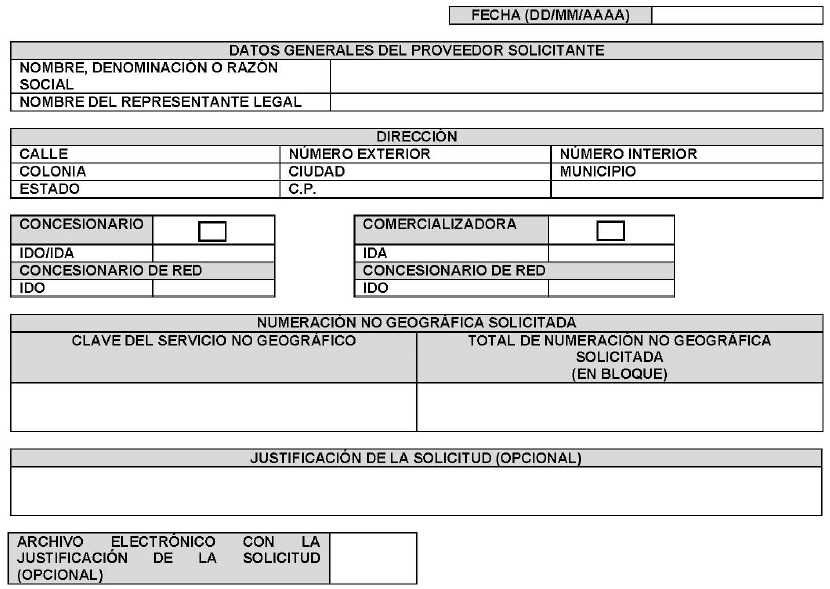 FECHA (DD/MM/AAAA)
DATOS GENERALES DEL PROVEEDOR SOLICITANTE
NOMBRE, DENOMINACIÓN O RAZÓN
SOCIAL
NOMBRE DEL REPRESENTANTE LEGAL
DIRECCIÓN
CALLE NÚMERO EXTERIOR NÚMERO INTERIOR
COLONIA CIUDAD MUNICIPIO
ESTADO C.P.
CONCESIONARIO COMERCIALIZADORA
IDO/IDA IDA
CONCESIONARIO DE RED CONCESIONARIO DE RED
IDO IDO
NUMERACIÓN NO GEOGRÁFICA SOLICITADA
CLAVE DEL SERVICIO NO GEOGRÁFICO TOTAL DE NUMERACIÓN NO GEOGRÁFICA
SOLICITADA
(EN BLOQUE)
JUSTIFICACIÓN DE LA SOLICITUD (OPCIONAL)
ARCHIVO ELECTRÓNICO CON LA
JUSTIFICACIÓN DE LA SOLICITUD
(OPCIONAL)